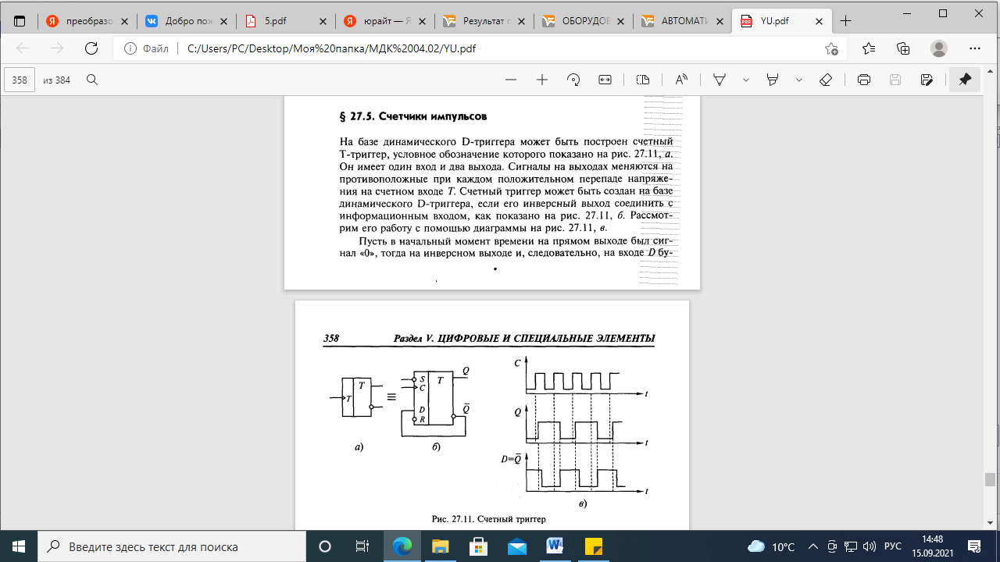 преобразо
Добро пож
5.pdf
юрайт — Я
Результат п
ОБОРУДОВ
АВТОМАТИ
YU.pdf
Файл
C:/Users/PC/Desktop/Моя%20папка/МДК%2004.02/YU.pdf
358 из 384
§ 27.5. Счетчики импульсов
На базе динамического D-триггера может быть построен счетный
Т-триггер, условное обозначение которого показано на рис. 27.11, а.
Он имеет один вход и два выхода. Сигналы на выходах меняются на
противоположные при каждом положительном перепаде напряже-
ния на счетном входе Т. Счетный триггер может быть создан на базе
динамического D-триггера, если его инверсный выход соединить с
информационным входом, как показано на рис. 27.11, б. Рассмот-
рим его работу с помощью диаграммы на рис. 27.11, в.
Пусть в начальный момент времени на прямом выходе был сиг-
нал «0», тогда на инверсном выходе и, следовательно, на входе D бу-
358 Раздел V. ЦИФРОВЫЕ И СПЕЦИАЛЬНЫЕ ЭЛЕМЕНТЫ
T
T
≡
S
C
T
D
R
Q
Q̅
а)
б)
C
t
Q
t
D=Q̅
t
в)
Рис. 27.11. Счетный триггер
Введите здесь текст для поиска
10°C
РУС
14:48
15.09.2021